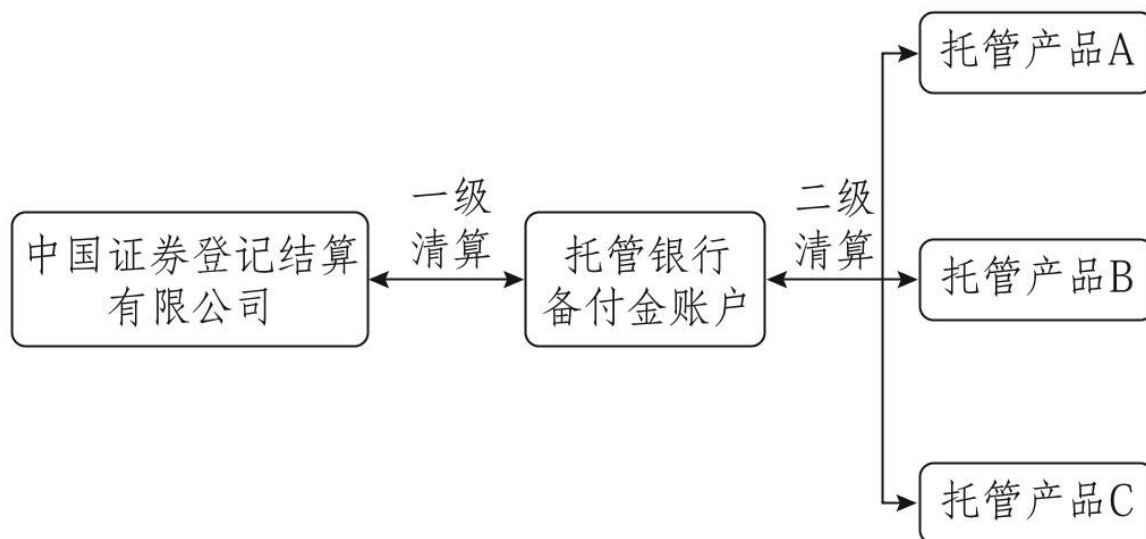 中国证券登记结算
有限公司
一级
清算
托管银行
备付金账户
二级
清算
托管产品A
托管产品B
托管产品C